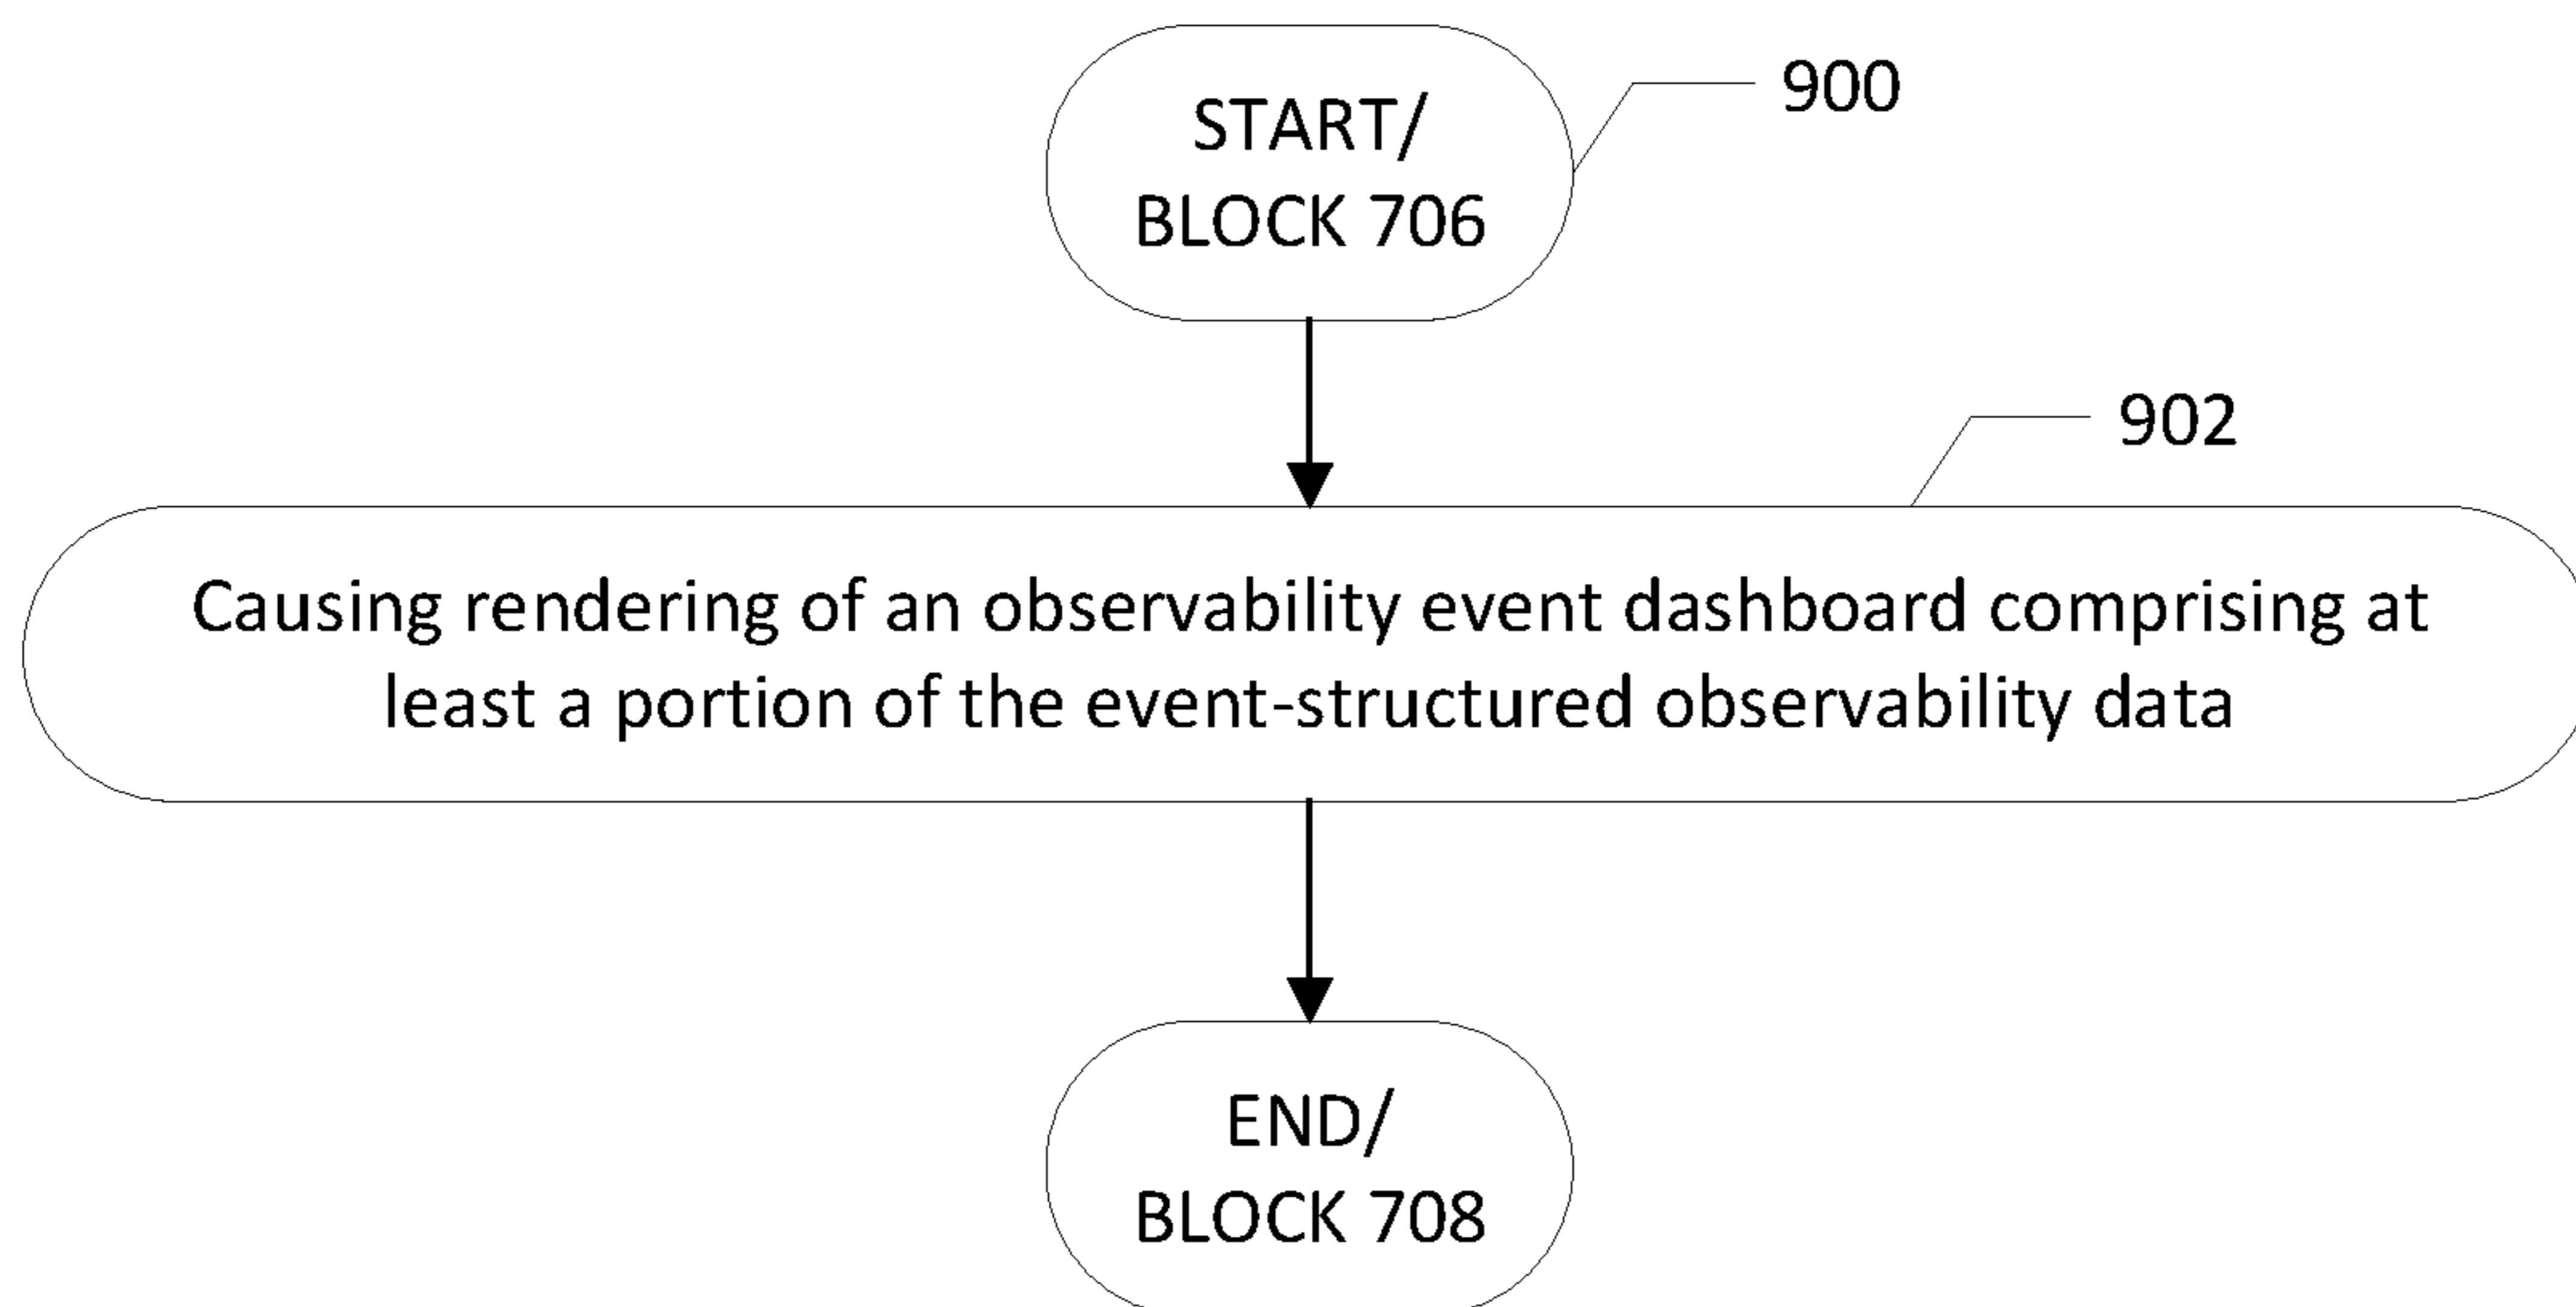 START/
BLOCK 706
900
902
Causing rendering of an observability event dashboard comprising at
least a portion of the event-structured observability data
END/
BLOCK 708